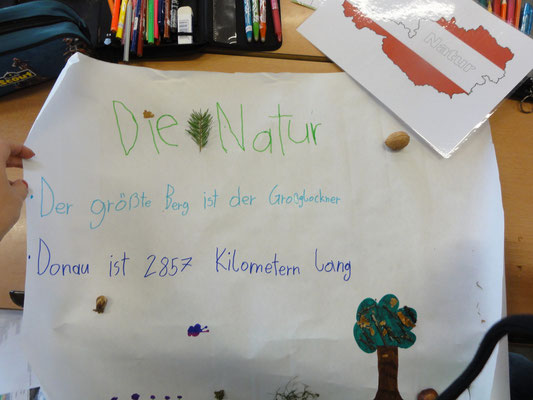 Die Natur
Natur
• Der größte Berg ist der Großglockner
• Donau ist 2857 Kilometern lang